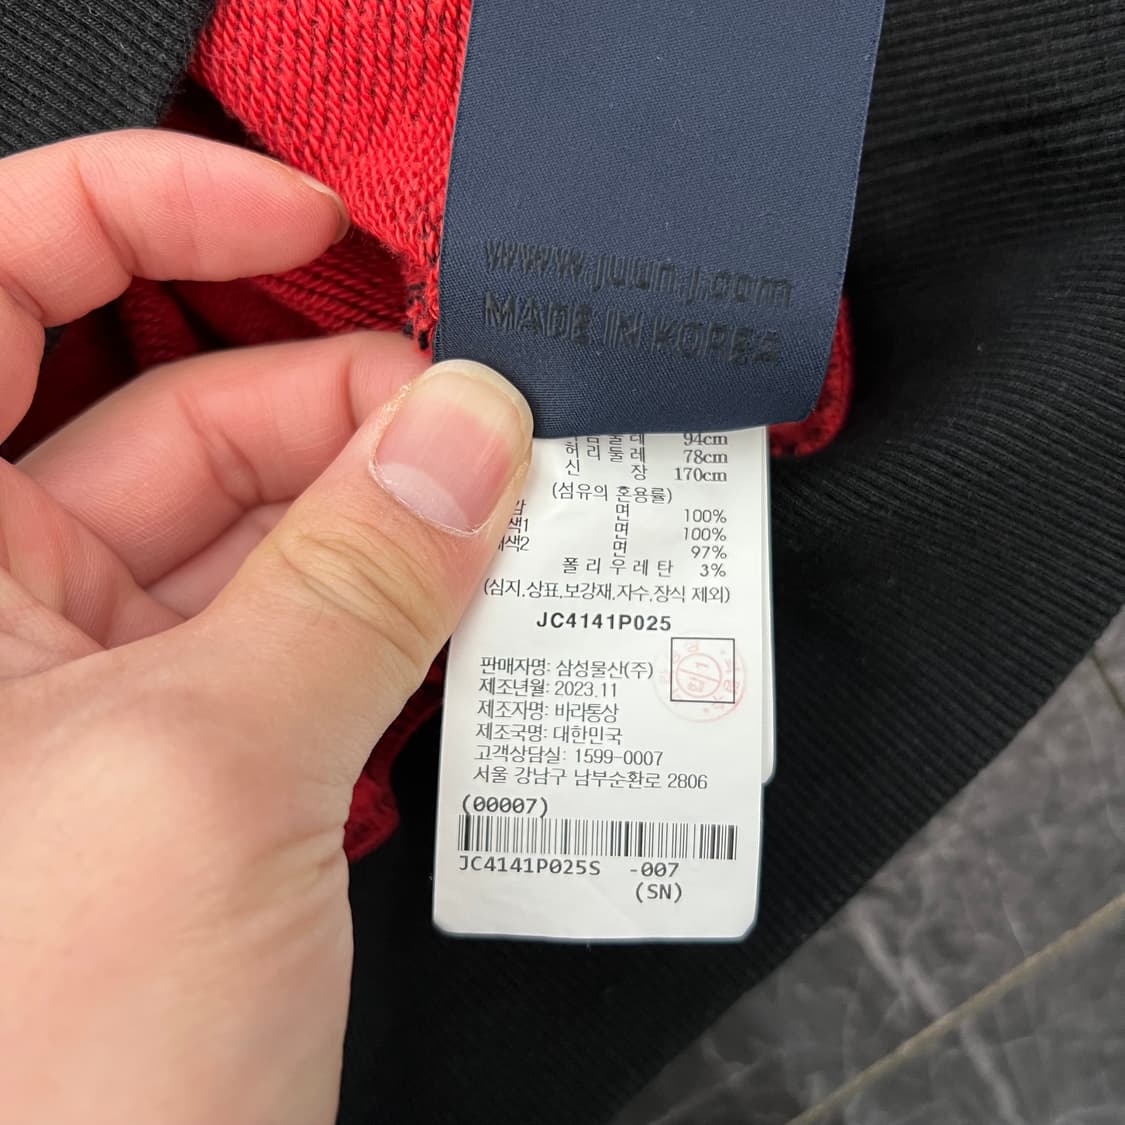 www.juun-j.com
MADE IN KOREA
94cm
허리둘레 78cm
신 장 170cm
(섬유의 혼용률)
면 100%
면 100%
면 97%
폴리우레탄 3%
(심지,상표,보강재,자수,장식 제외)
JC4141P025
판매자명: 삼성물산(주)
제조년월: 2023.11
제조자명: 바라통상
제조국명: 대한민국
고객상담실: 1599-0007
서울 강남구 남부순환로 2806
(00007)
JC4141P025S -007
(SN)